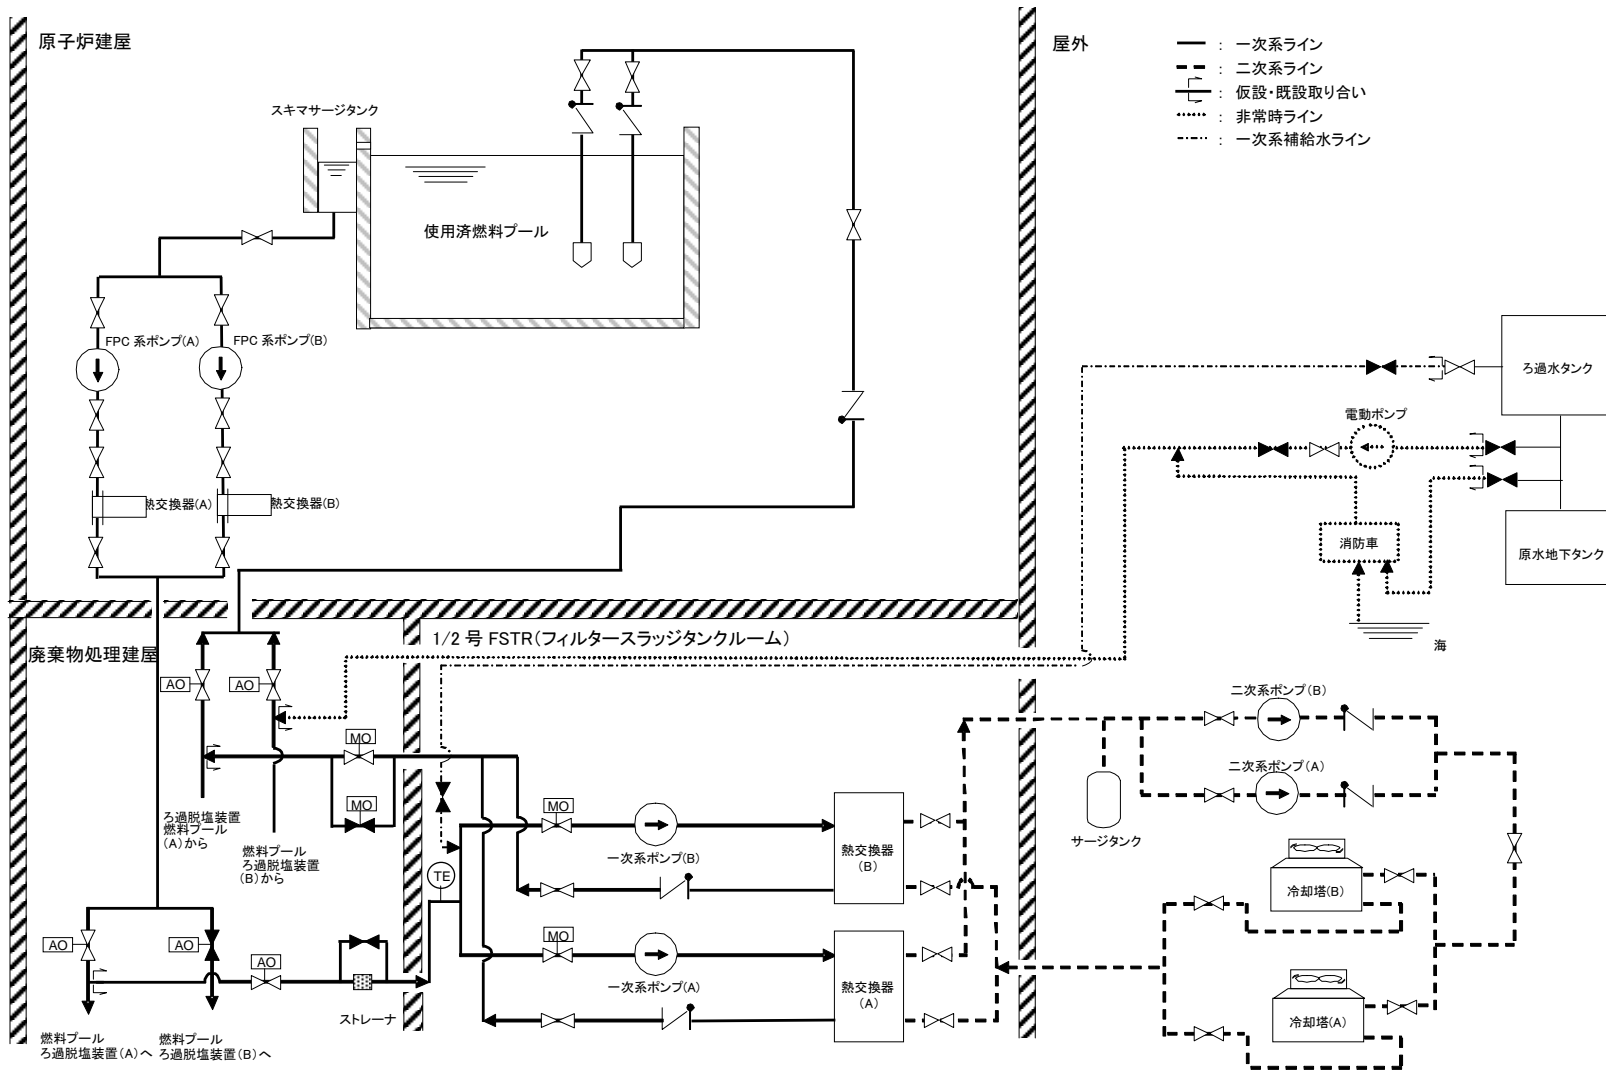 原子炉建屋
屋外
： 一次系ライン
： 二次系ライン
： 仮設・既設取り合い
： 非常時ライン
： 一次系補給水ライン
スキマサージタンク
使用済燃料プール
FPC 系ポンプ(A)
FPC 系ポンプ(B)
熱交換器(A)
熱交換器(B)
ろ過水タンク
電動ポンプ
消防車
原水地下タンク
海
廃棄物処理建屋
1/2 号 FSTR(フィルタースラッジタンクルーム)
AO
AO
MO
MO
ろ過脱塩装置
燃料プール
(A)から
燃料プール
ろ過脱塩装置
(B)から
TE
MO
一次系ポンプ(B)
熱交換器
(B)
MO
一次系ポンプ(A)
熱交換器
(A)
二次系ポンプ(B)
二次系ポンプ(A)
サージタンク
冷却塔(B)
冷却塔(A)
AO
AO
AO
ストレーナ
燃料プール
ろ過脱塩装置(A)へ
燃料プール
ろ過脱塩装置(B)へ